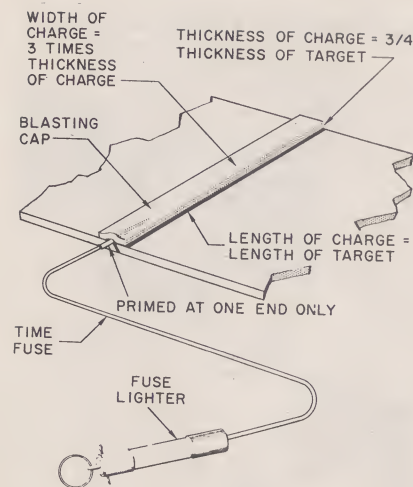 WIDTH OF
CHARGE =
3 TIMES
THICKNESS
OF CHARGE
THICKNESS OF CHARGE = 3/4
THICKNESS OF TARGET
BLASTING
CAP
LENGTH OF CHARGE =
LENGTH OF TARGET
PRIMED AT ONE END ONLY
TIME
FUSE
FUSE
LIGHTER